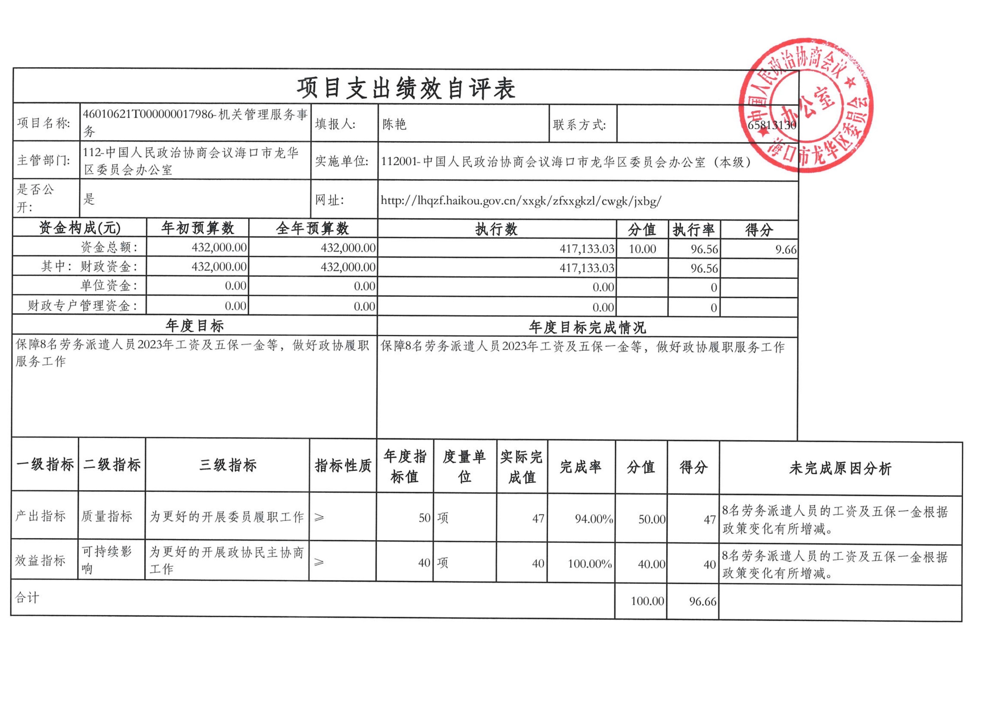 中国人民政治协商会议
海口市龙华区委员会
办公室
项目支出绩效自评表
项目名称: 46010621T000000017986-机关管理服务事 填报人: 陈艳 联系方式: 65813130
务
主管部门: 112-中国人民政治协商会议海口市龙华 实施单位: 112001-中国人民政治协商会议海口市龙华区委员会办公室（本级）
区委员会办公室
是否公 是 网址: http://lhqzf.haikou.gov.cn/xxgk/zfxxgkzl/cwgk/jxbg/
开:
资金构成(元) 年初预算数 全年预算数 执行数 分值 执行率 得分
资金总额: 432,000.00 432,000.00 417,133.03 10.00 96.56 9.66
其中: 财政资金: 432,000.00 432,000.00 417,133.03 96.56
单位资金: 0.00 0.00 0.00 0
财政专户管理资金: 0.00 0.00 0.00 0
年度目标 年度目标完成情况
保障8名劳务派遣人员2023年工资及五保一金等，做好政协履职 保障8名劳务派遣人员2023年工资及五保一金等，做好政协履职服务工作
服务工作
一级指标 二级指标 三级指标 指标性质 年度指 度量单 实际完 完成率 分值 得分 未完成原因分析
标值 位 成值
产出指标 质量指标 为更好的开展委员履职工作 ≥ 50 项 47 94.00% 50.00 47 8名劳务派遣人员的工资及五保一金根据
政策变化有所增减。
效益指标 可持续影 为更好的开展政协民主协商 ≥ 40 项 40 100.00% 40.00 40 8名劳务派遣人员的工资及五保一金根据
响 工作 政策变化有所增减。
合计 100.00 96.66